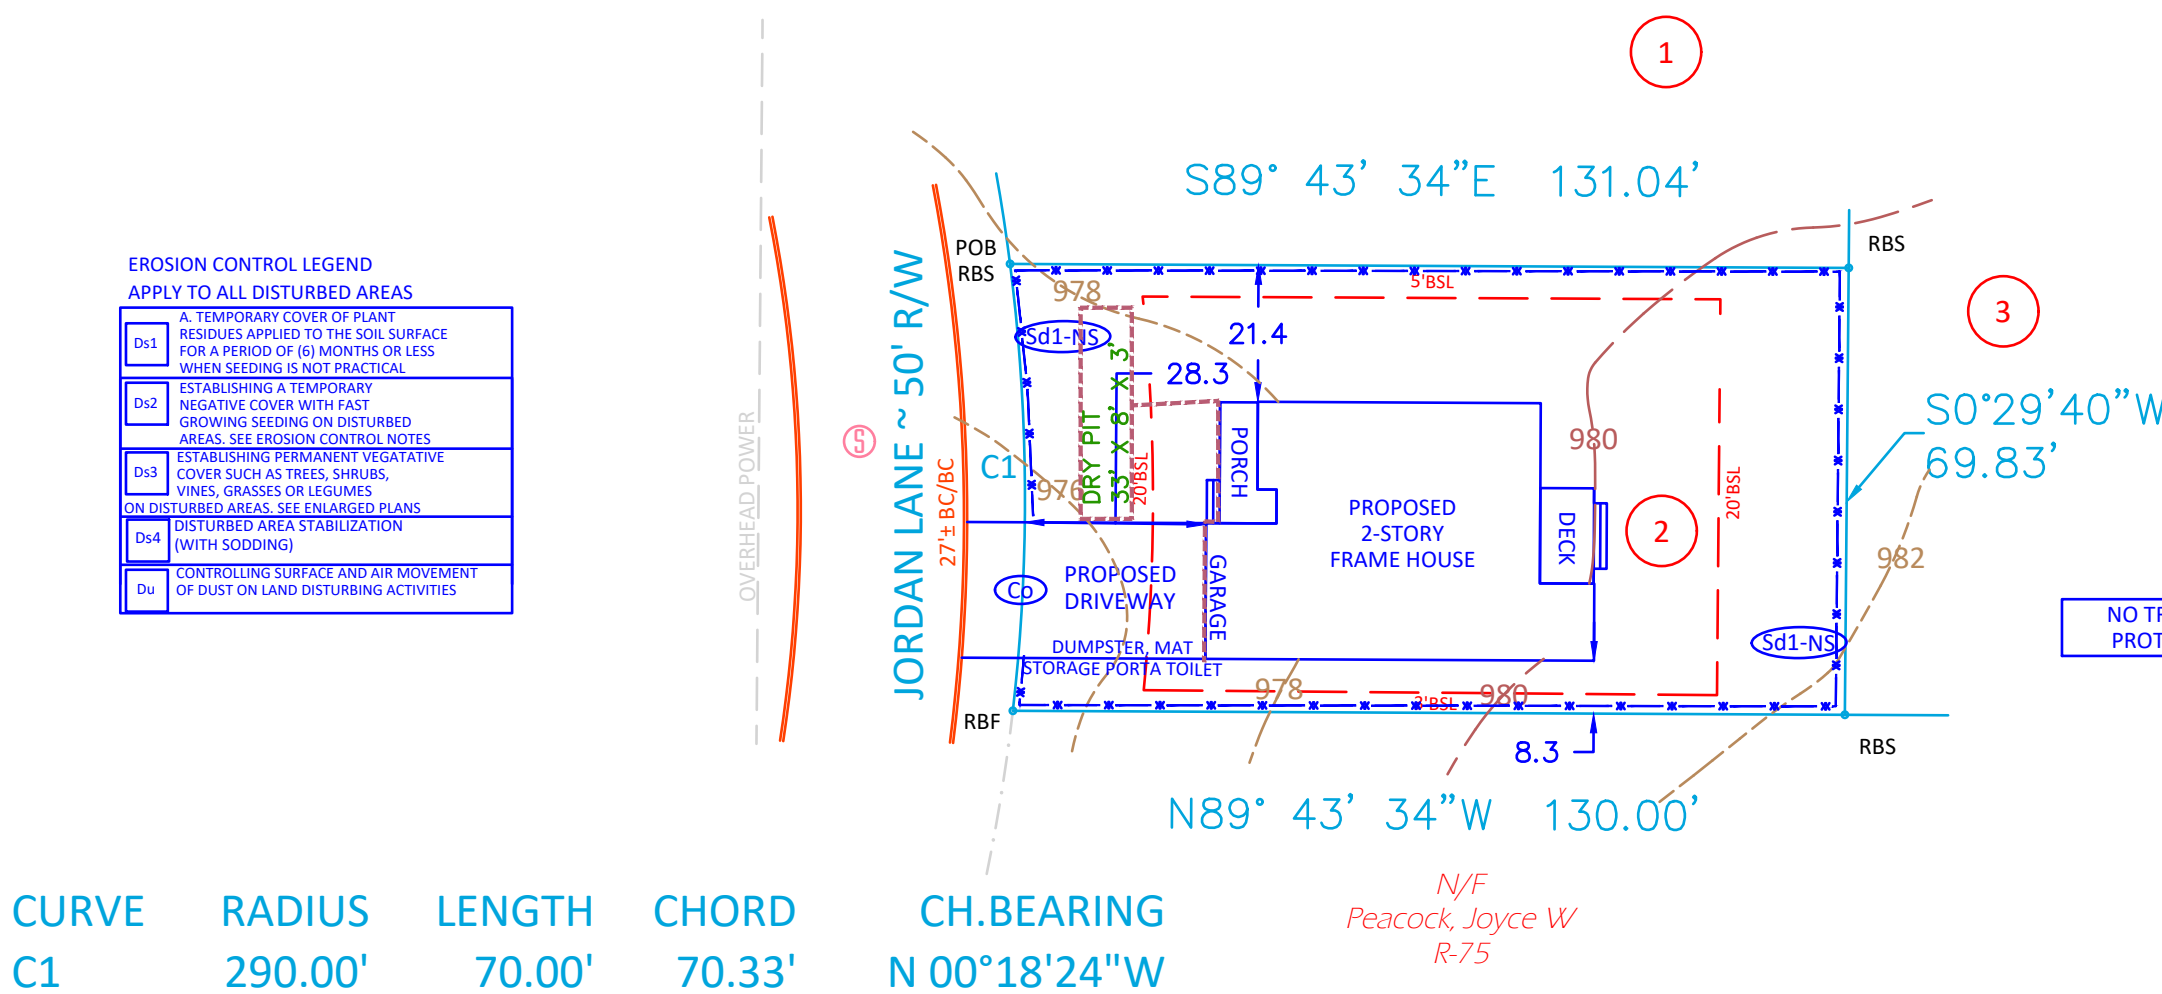 1
S89° 43’ 34”E 131.04’
EROSION CONTROL LEGEND
APPLY TO ALL DISTURBED AREAS
Ds1
A. TEMPORARY COVER OF PLANT
RESIDUES APPLIED TO THE SOIL SURFACE
FOR A PERIOD OF (6) MONTHS OR LESS
WHEN SEEDING IS NOT PRACTICAL
Ds2
ESTABLISHING A TEMPORARY
NEGATIVE COVER WITH FAST
GROWING SEEDING ON DISTURBED
AREAS. SEE EROSION CONTROL NOTES
Ds3
ESTABLISHING PERMANENT VEGATATIVE
COVER SUCH AS TREES, SHRUBS,
VINES, GRASSES OR LEGUMES
ON DISTURBED AREAS. SEE ENLARGED PLANS
Ds4
DISTURBED AREA STABILIZATION
(WITH SODDING)
Du
CONTROLLING SURFACE AND AIR MOVEMENT
OF DUST ON LAND DISTURBING ACTIVITIES
OVERHEAD POWER
S
JORDAN LANE ~ 50' R/W
27'± BC/BC
POB
RBS
RBS
978
5'BSL
Sd1-NS
21.4
28.3
3
DRY PIT
33' X 8' X 3'
20'BSL
C1
976
PORCH
980
PROPOSED
2-STORY
FRAME HOUSE
DECK
2
20'BSL
S0°29’40”W
69.83’
982
GARAGE
PROPOSED
DRIVEWAY
Co
DUMPSTER, MAT
STORAGE PORTA TOILET
Sd1-NS
NO TR
PROT
978
980
'BSL
RBF
RBS
8.3
N89° 43’ 34”W 130.00’
N/F
Peacock, Joyce W
R-75
CURVE RADIUS LENGTH CHORD CH.BEARING
C1 290.00' 70.00' 70.33' N 00°18'24"W